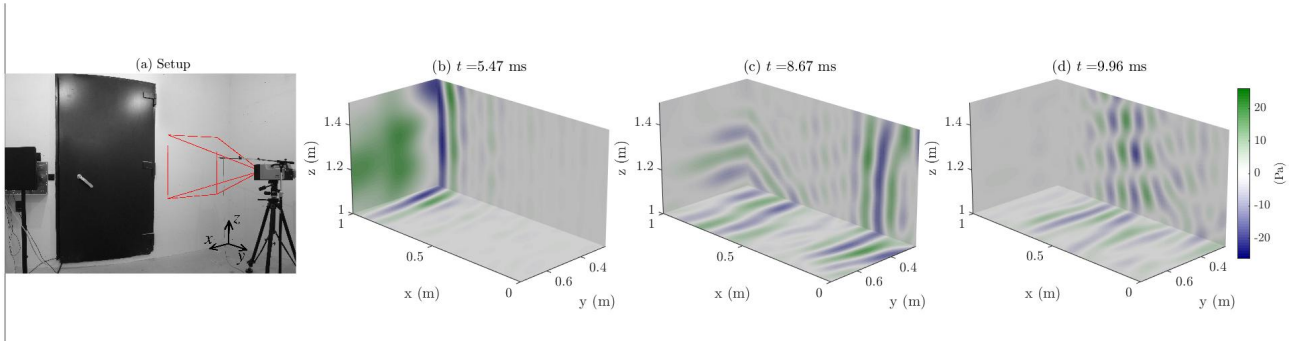 (a) Setup
z
x
y
(b) t =5.47 ms
1.4
1.2
1
z (m)
1
0.5
0
x (m)
0.6
0.4
y (m)
(c) t =8.67 ms
1.4
1.2
1
z (m)
1
0.5
0
x (m)
0.6
0.4
y (m)
(d) t =9.96 ms
1.4
1.2
1
z (m)
1
0.5
0
x (m)
0.6
0.4
y (m)
20
10
0
-10
-20
(Pa)